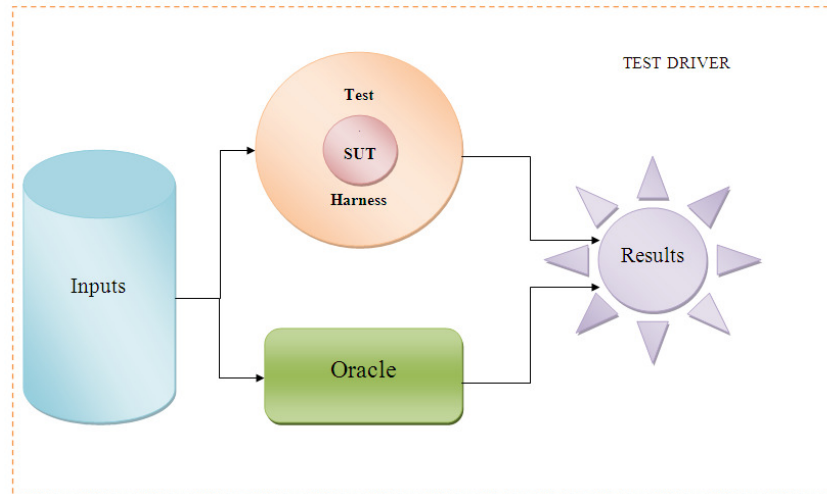 TEST DRIVER
Test
SUT
Harness
Inputs
Results
Oracle